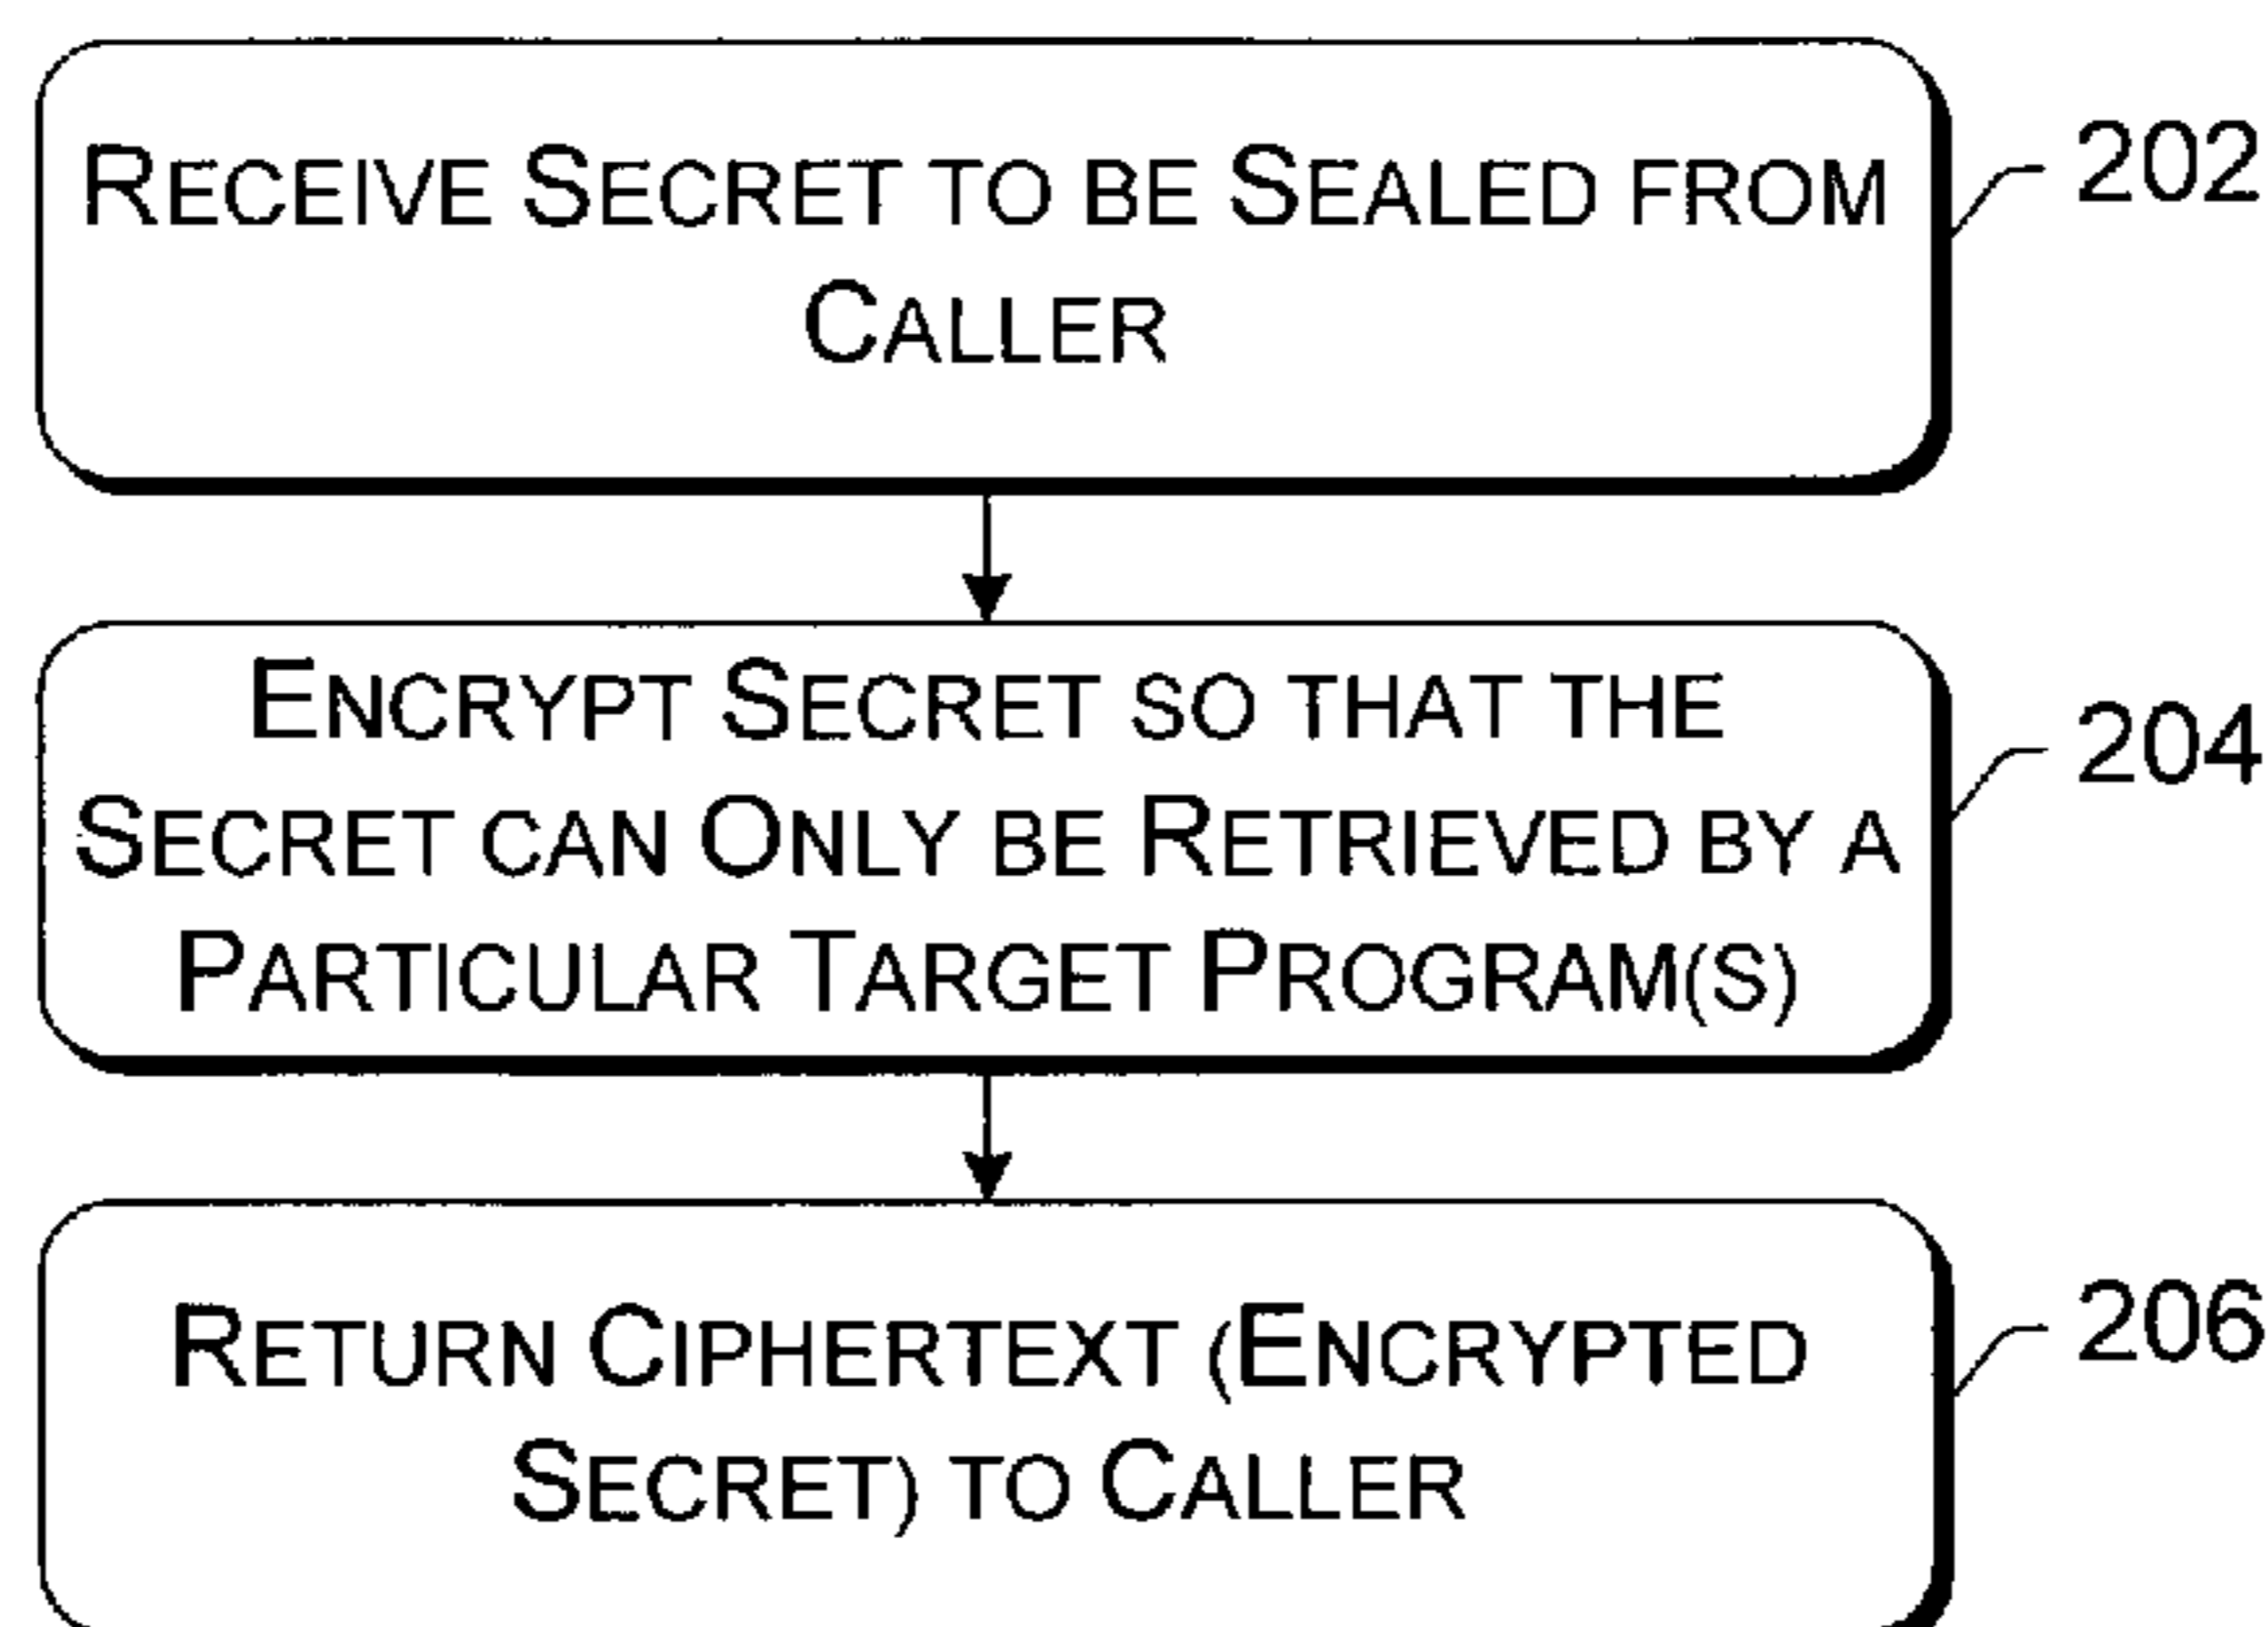 RECEIVE SECRET TO BE SEALED FROM
CALLER
202
ENCRYPT SECRET SO THAT THE
SECRET CAN ONLY BE RETRIEVED BY A
PARTICULAR TARGET PROGRAM(S)
204
RETURN CIPHERTEXT (ENCRYPTED
SECRET) TO CALLER
206